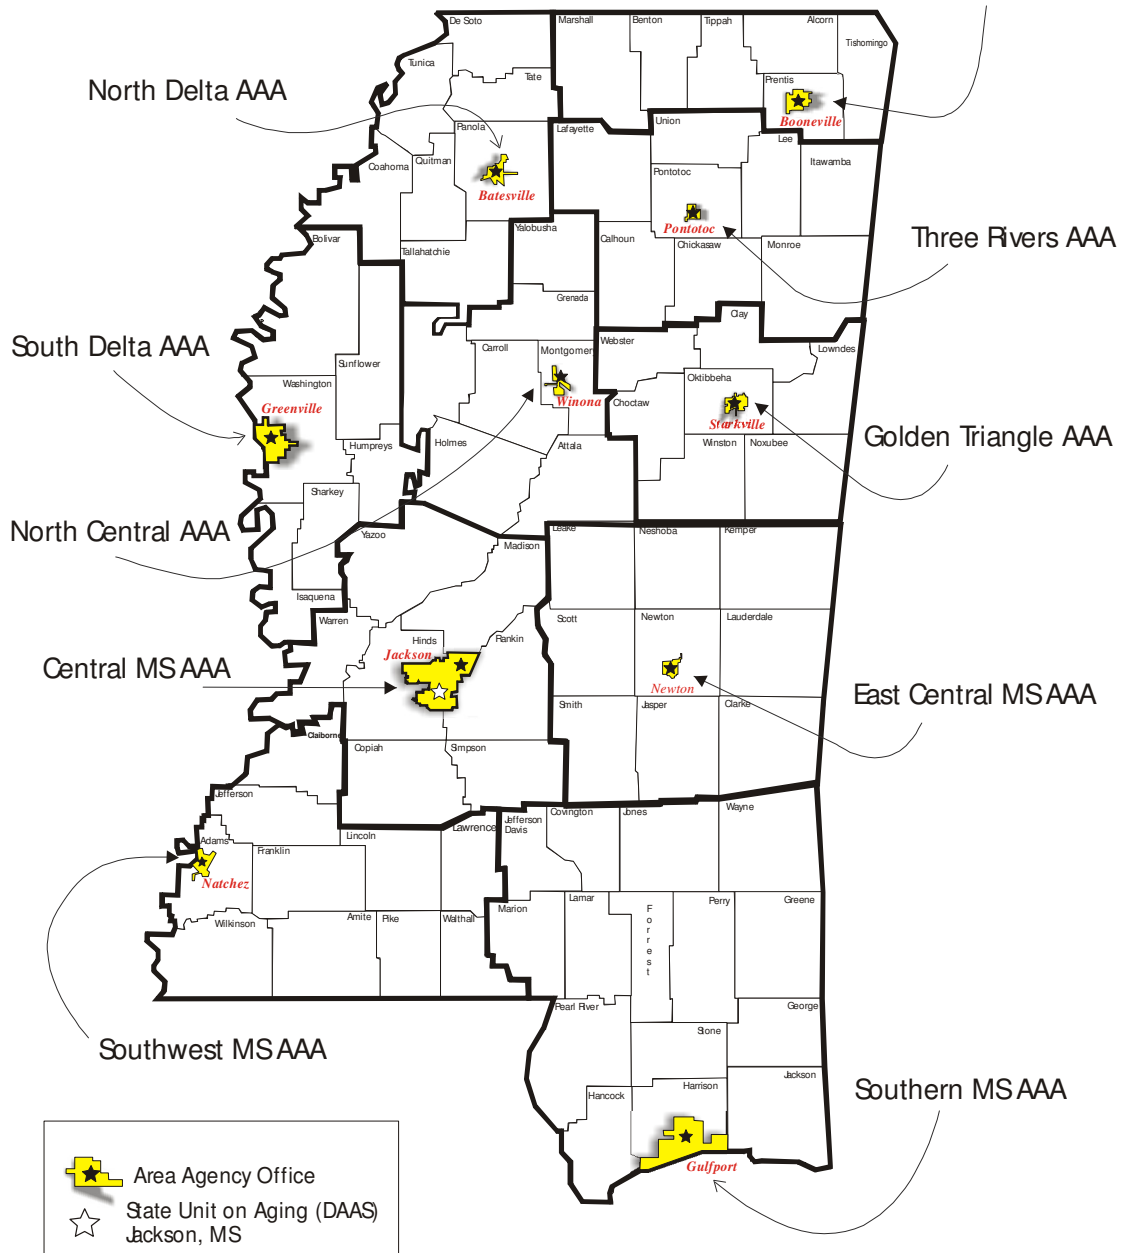 De Soto
Marshall
Benton
Tippah
Alcorn
Tishomingo
Tunica
Tate
Prentis
North Delta AAA
Booneville
Panola
Lafayette
Union
Lee
Coahoma
Quitman
Itawamba
Pontotoc
Batesville
Pontotoc
Three Rivers AAA
Bolivar
Yalobusha
Calhoun
Chickasaw
Monroe
Tallahatchie
Grenada
Clay
South Delta AAA
Sunflower
Carroll
Montgomery
Webster
Lowndes
Washington
Oktibbeha
Greenville
Winona
Choctaw
Starkville
Golden Triangle AAA
Humpreys
Holmes
Attala
Winston
Noxubee
Sharkey
North Central AAA
Yazoo
Madison
Leake
Neshoba
Kemper
Isaquena
Warren
Scott
Newton
Lauderdale
Hinds
Rankin
Jackson
Central MS AAA
Newton
East Central MS AAA
Smith
Jasper
Clarke
Claiborne
Copiah
Simpson
Jefferson
Lawrence
Jefferson
Davis
Covington
Jones
Wayne
Adams
Franklin
Lincoln
Natchez
Wilkinson
Amite
Pike
Walthall
Marion
Lamar
Forrest
Perry
Greene
Pearl River
George
Southwest MS AAA
Stone
Jackson
Hancock
Harrison
Southern MS AAA
Gulfport
Area Agency Office
State Unit on Aging (DAAS)
Jackson, MS